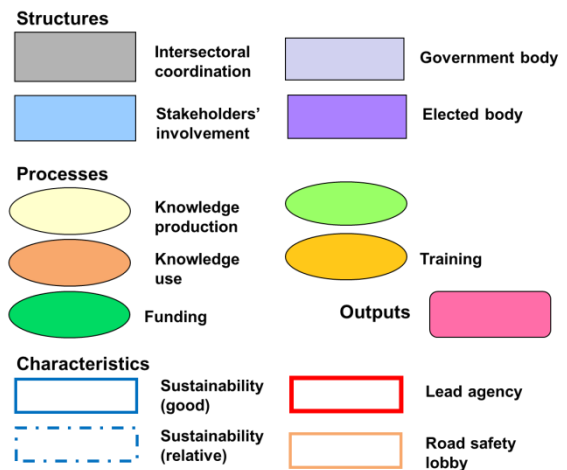 Structures
Intersectoral
coordination
Government body
Stakeholders'
involvement
Elected body
Processes
Knowledge
production
Knowledge
use
Training
Funding
Outputs
Characteristics
Sustainability
(good)
Lead agency
Sustainability
(relative)
Road safety
lobby